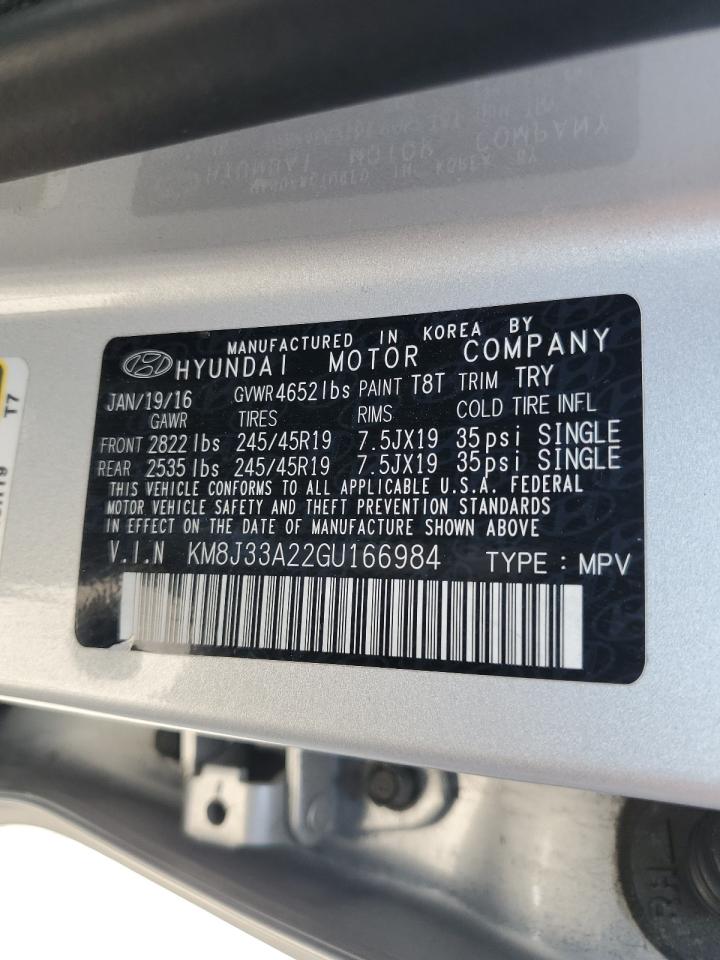 MANUFACTURED IN KOREA BY
HYUNDAI MOTOR COMPANY
JAN/19/16 GVWR 4652lbs PAINT T8T TRIM TRY
GAWR TIRES RIMS COLD TIRE INFL
FRONT 2822 lbs 245/45R19 7.5JX19 35psi SINGLE
REAR 2535 lbs 245/45R19 7.5JX19 35psi SINGLE
THIS VEHICLE CONFORMS TO ALL APPLICABLE U.S.A. FEDERAL
MOTOR VEHICLE SAFETY AND THEFT PREVENTION STANDARDS
IN EFFECT ON THE DATE OF MANUFACTURE SHOWN ABOVE
V.I.N KM8J33A22GU166984 TYPE : MPV
T7
RH